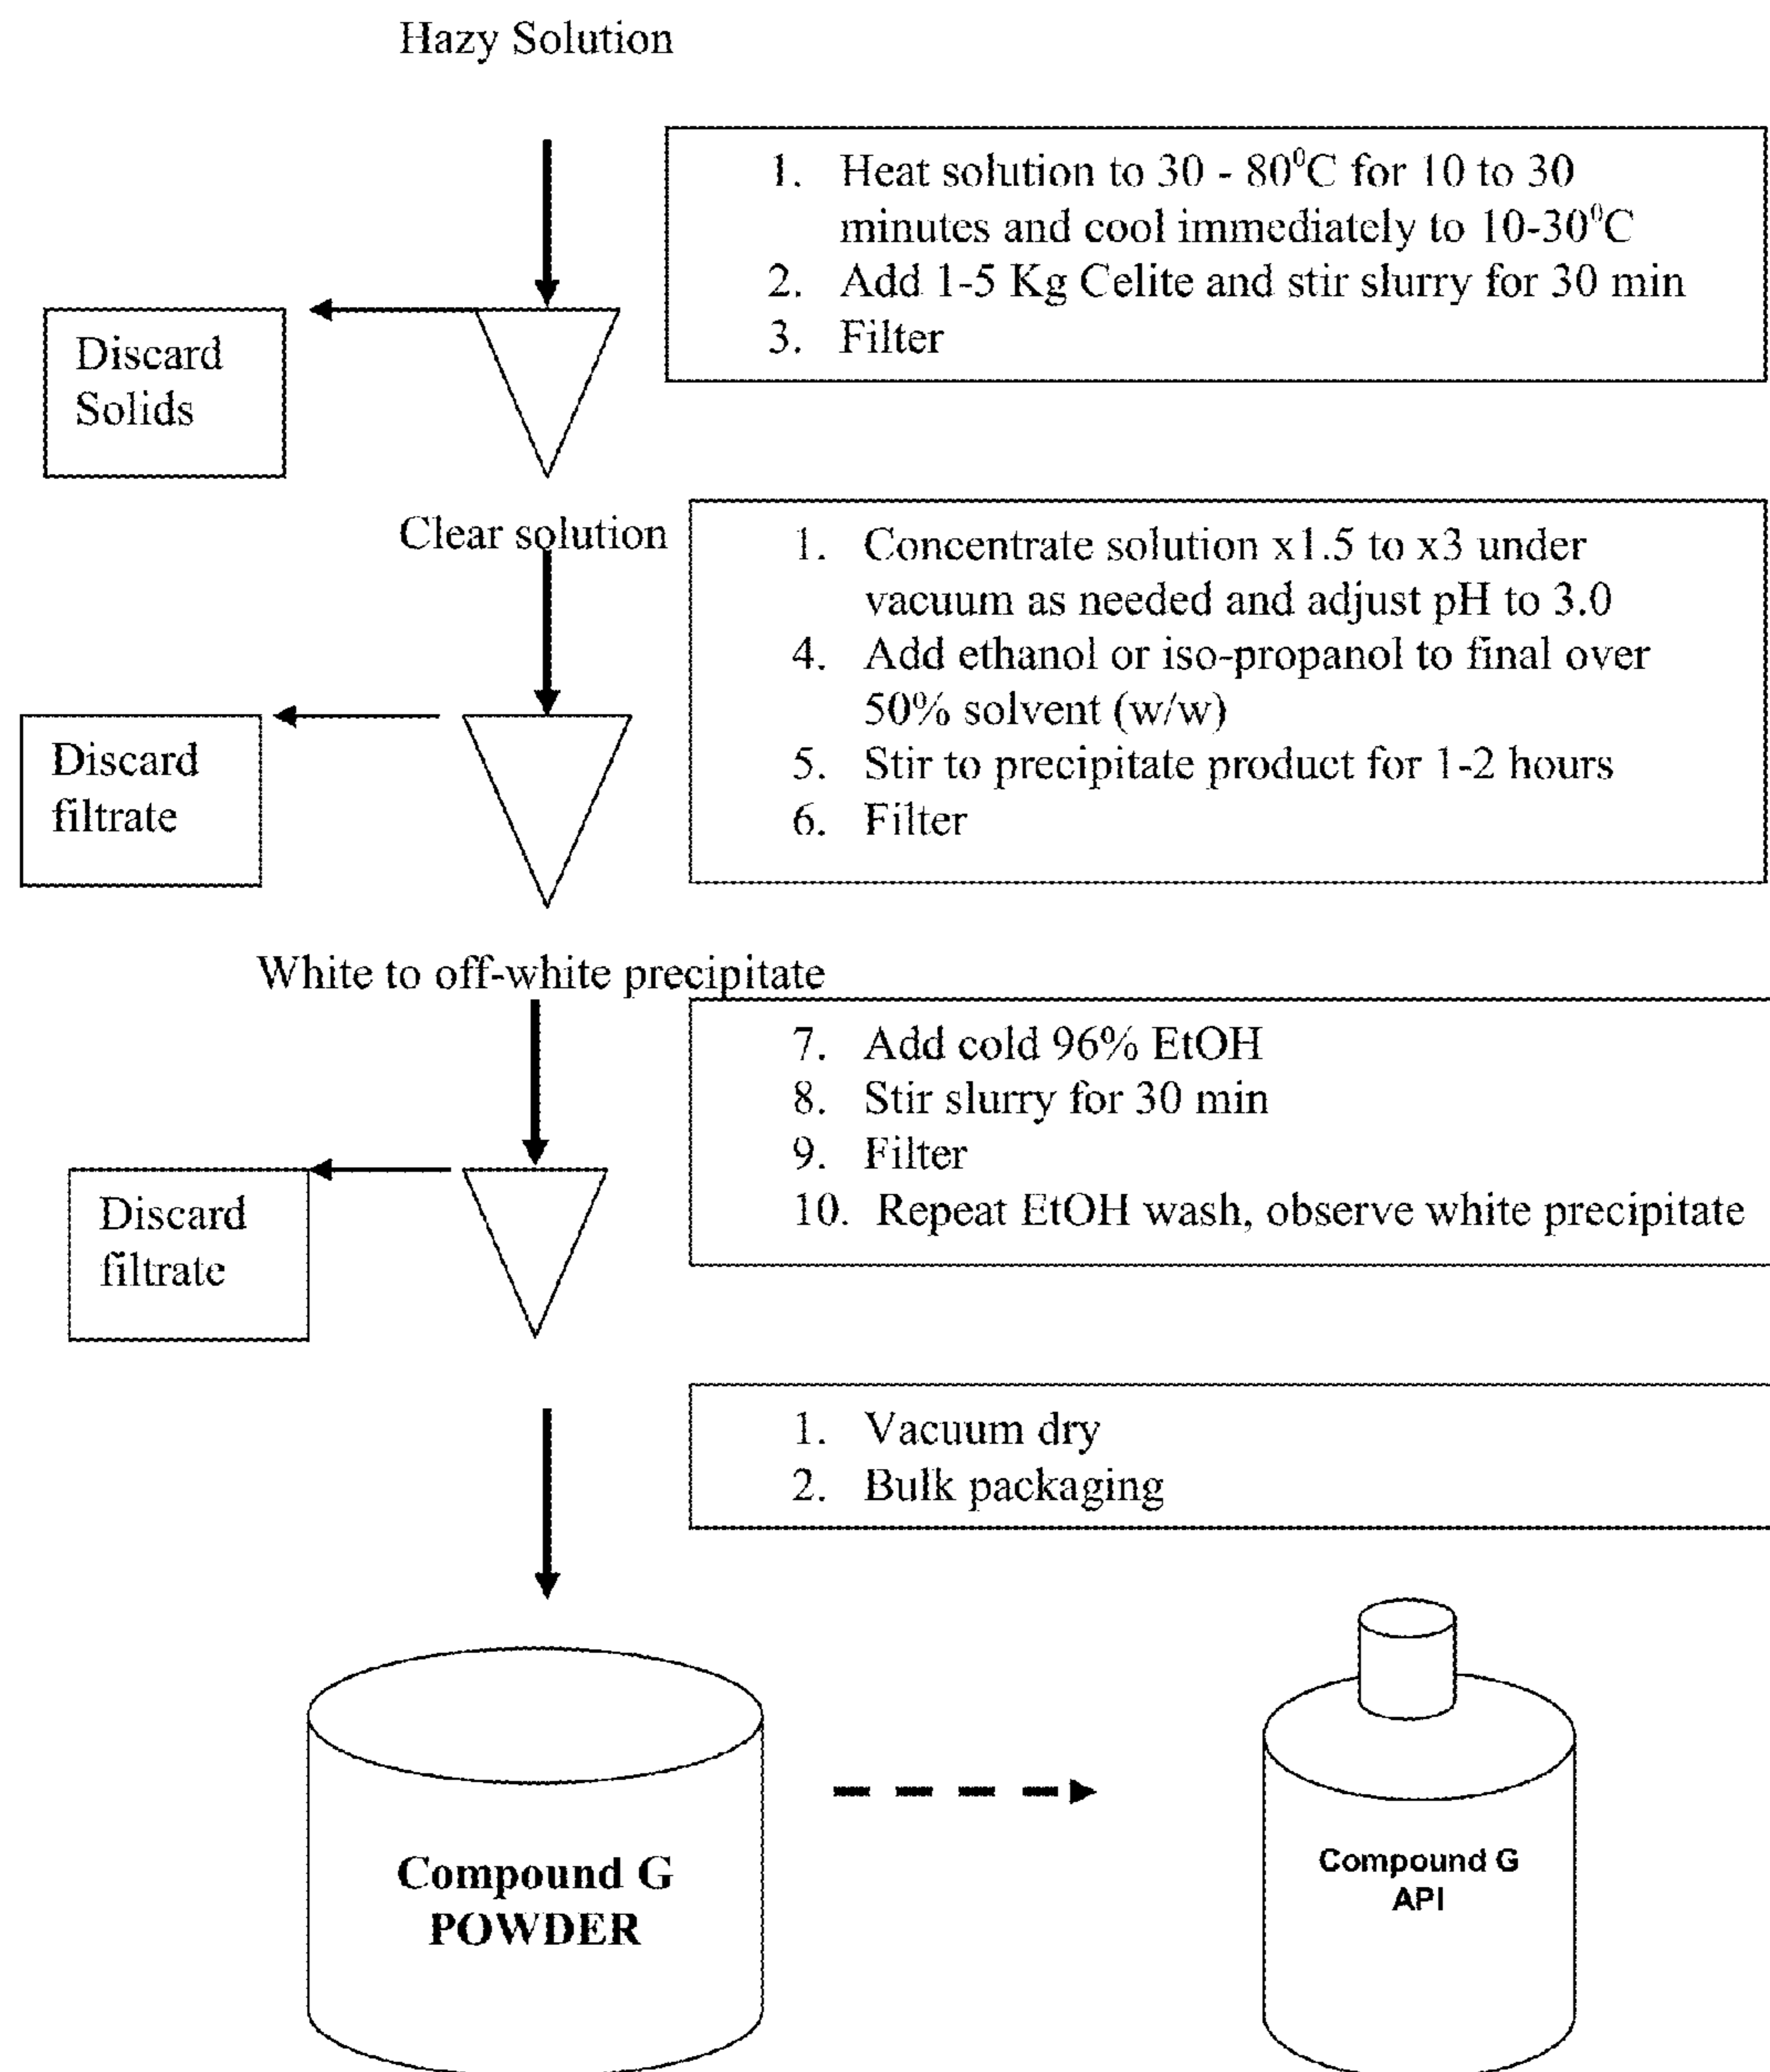 Hazy Solution
1. Heat solution to 30 - 80⁰C for 10 to 30
minutes and cool immediately to 10-30⁰C
2. Add 1-5 Kg Celite and stir slurry for 30 min
3. Filter
Discard
Solids
Clear solution
1. Concentrate solution x1.5 to x3 under
vacuum as needed and adjust pH to 3.0
4. Add ethanol or iso-propanol to final over
50% solvent (w/w)
5. Stir to precipitate product for 1-2 hours
6. Filter
Discard
filtrate
White to off-white precipitate
7. Add cold 96% EtOH
8. Stir slurry for 30 min
9. Filter
10. Repeat EtOH wash, observe white precipitate
Discard
filtrate
1. Vacuum dry
2. Bulk packaging
Compound G
POWDER
Compound G
API